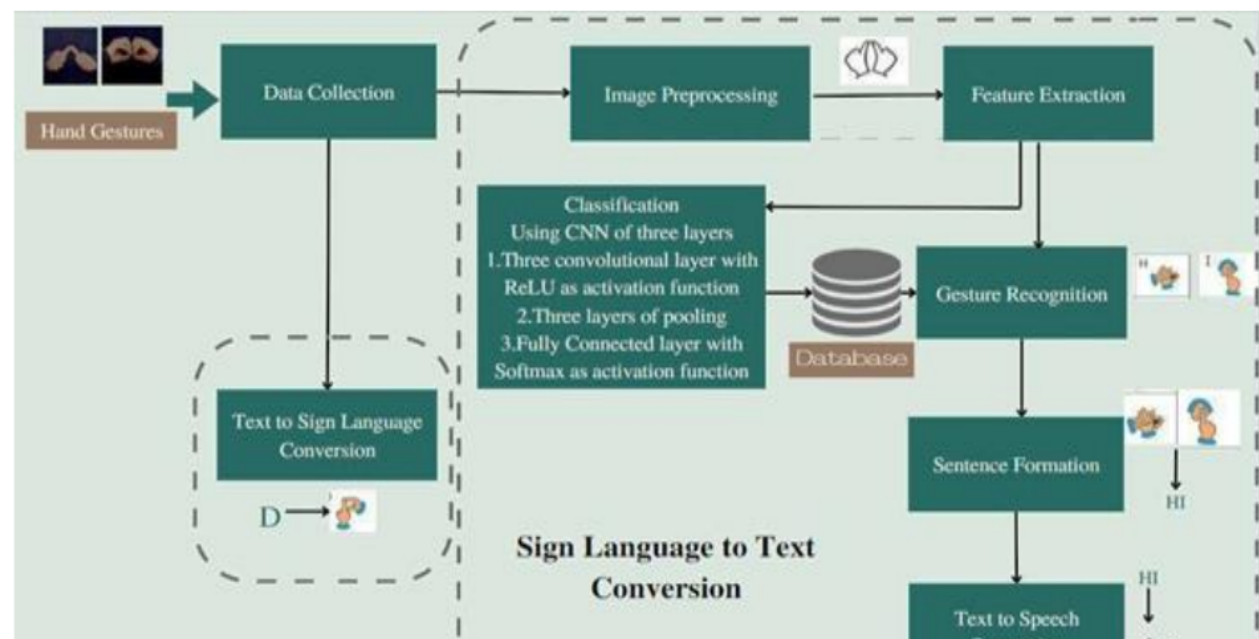 Hand Gestures
Data Collection
Image Preprocessing
Feature Extraction
Classification
Using CNN of three layers
1.Three convolutional layer with
ReLU as activation function
2.Three layers of pooling
3.Fully Connected layer with
Softmax as activation function
Database
H
I
Gesture Recognition
Text to Sign Language
Conversion
D
Sentence Formation
HI
Sign Language to Text
Conversion
Text to Speech
HI